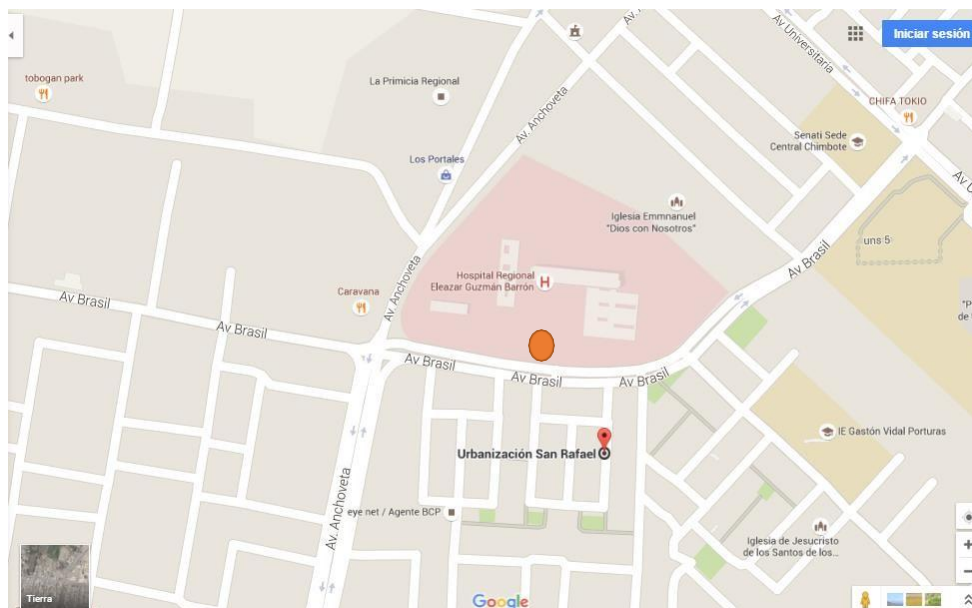 Iniciar sesión
tobogan park
La Primicia Regional
Av. Anchoveta
Av Universitaria
CHIFA TOKIO
Senati Sede
Central Chimbote
Los Portales
Iglesia Emmnanuel
"Dios con Nosotros"
uns 5
Av Brasil
Hospital Regional
Eleazar Guzmán Barrón
H
Caravana
Av. Anchoveta
Av Brasil
Av Brasil
Av Brasil
Av Brasil
Av Brasil
Urbanización San Rafael
IE Gastón Vidal Porturas
Av. Anchoveta
eye net / Agente BCP
Iglesia de Jesucristo
de los Santos de los...
Tierra
Google